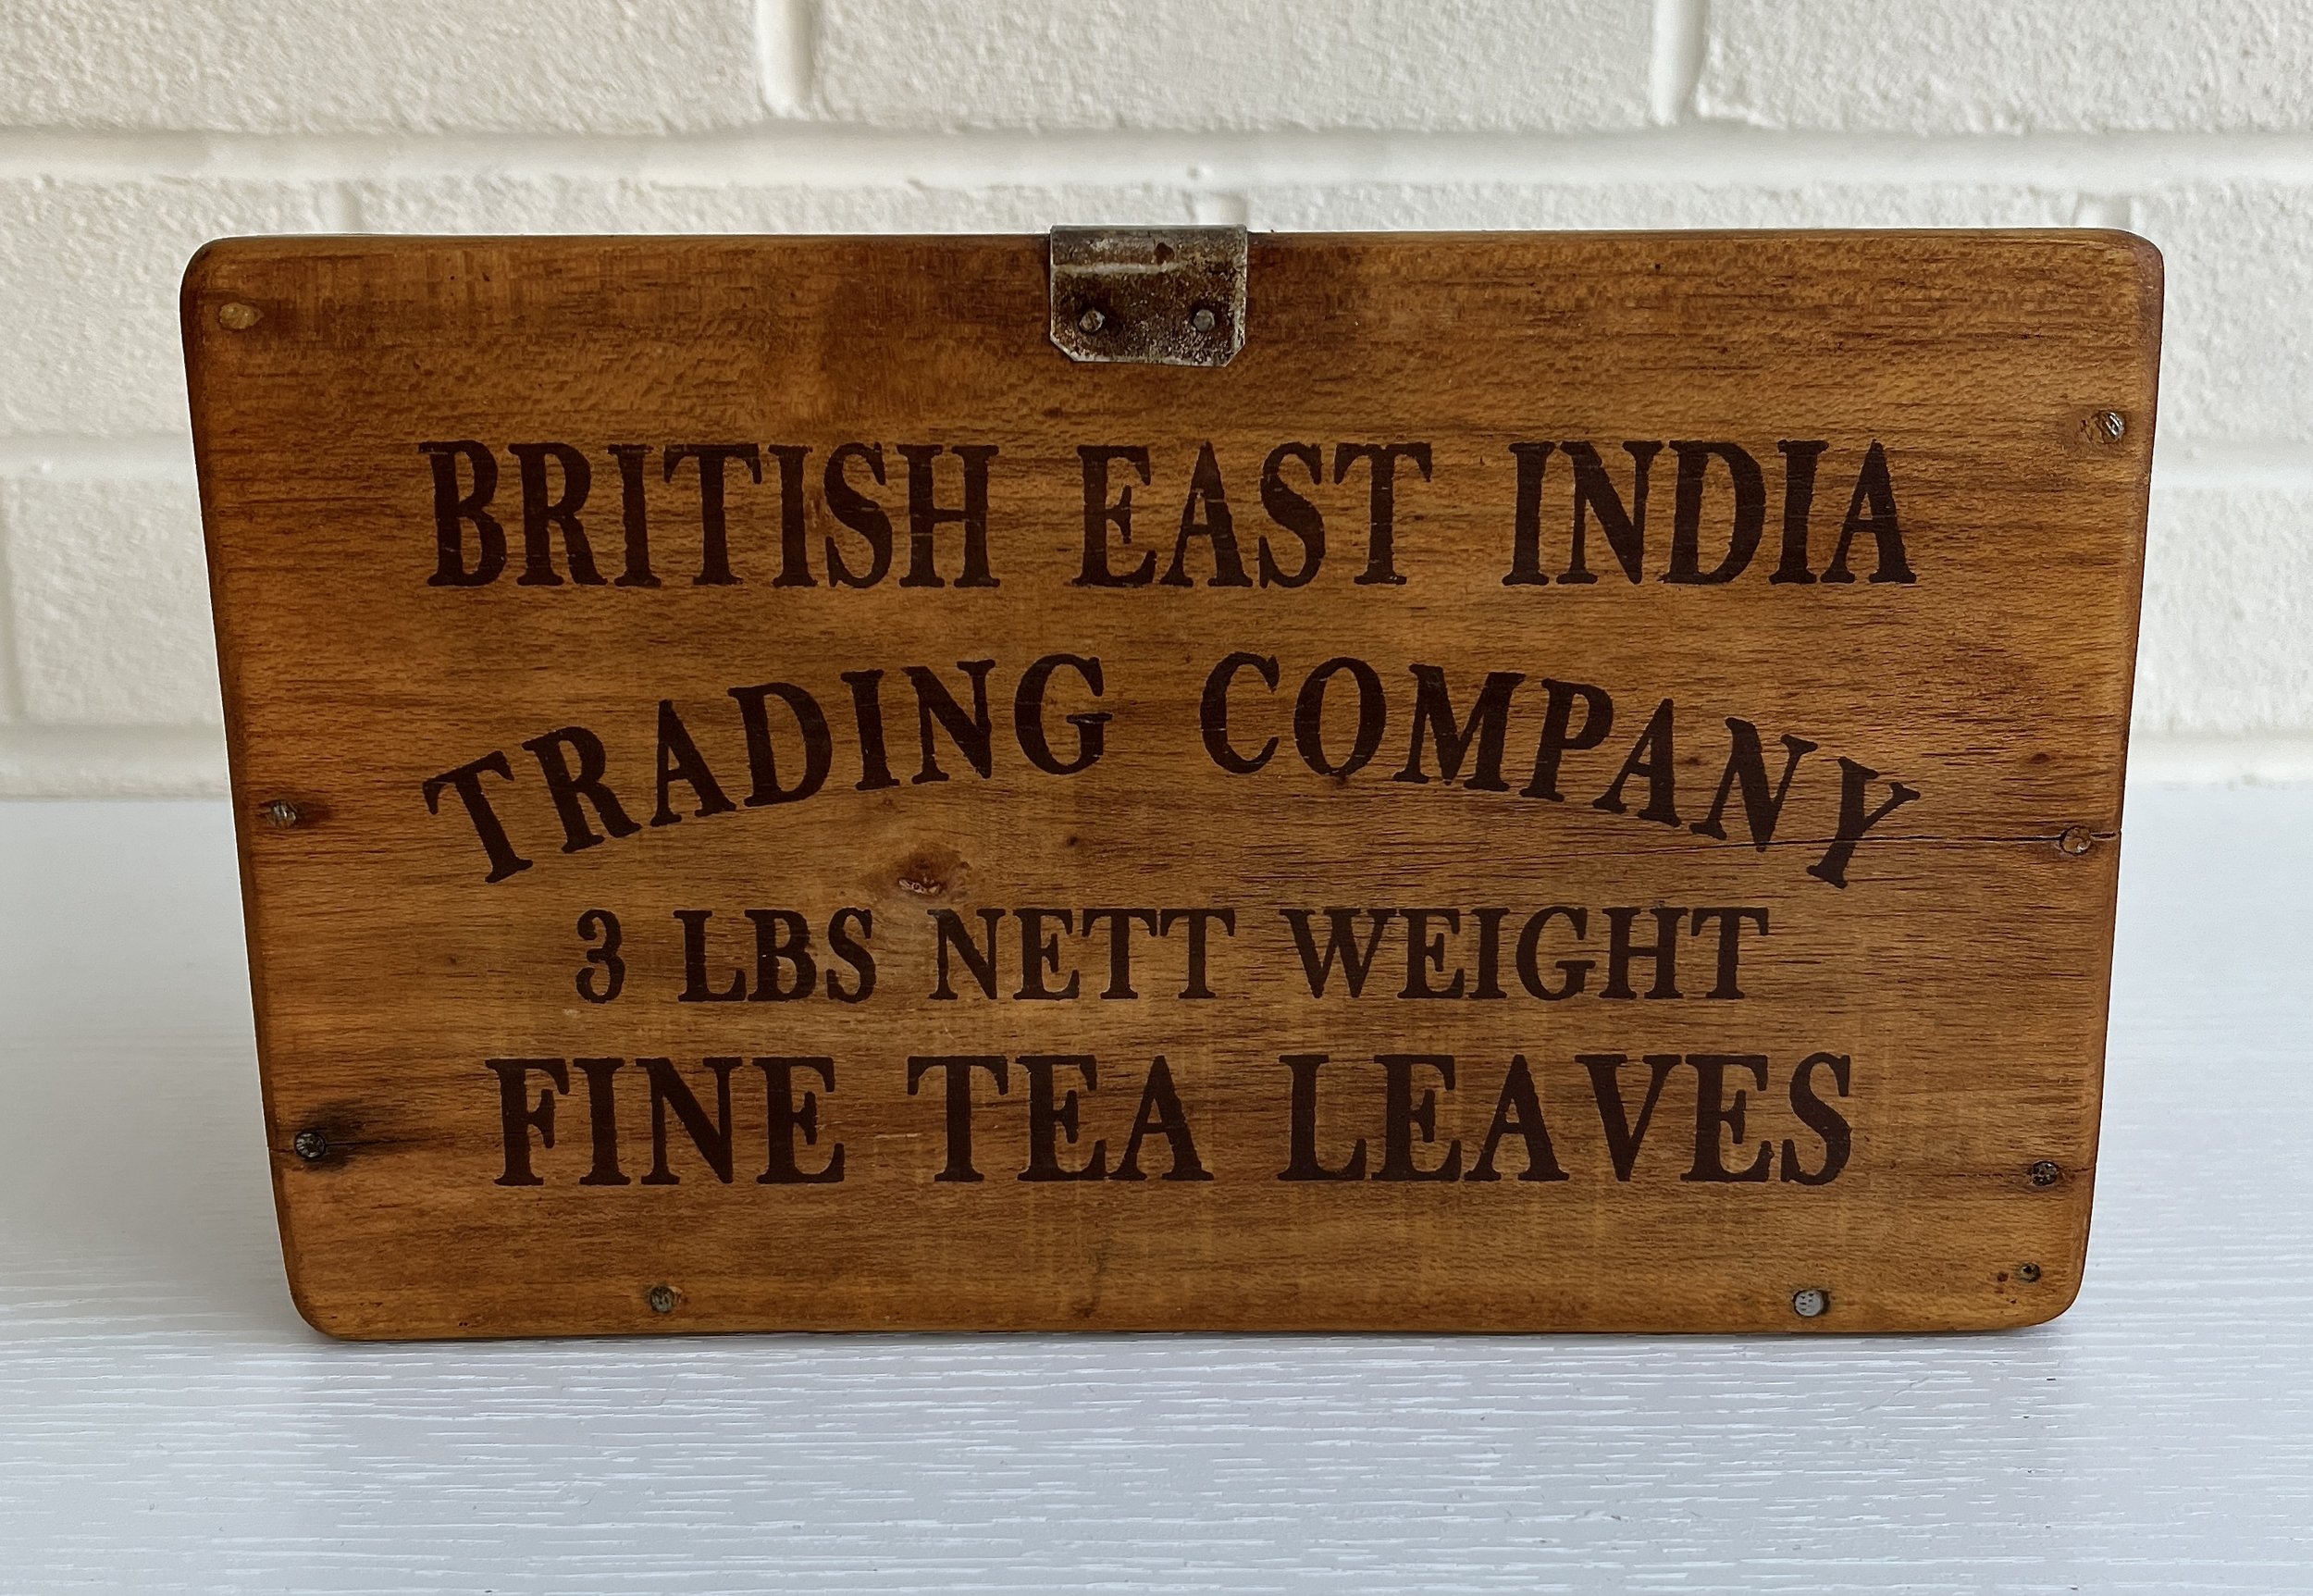 BRITISH EAST INDIA
TRADING COMPANY
3 LBS NETT WEIGHT
FINE TEA LEAVES